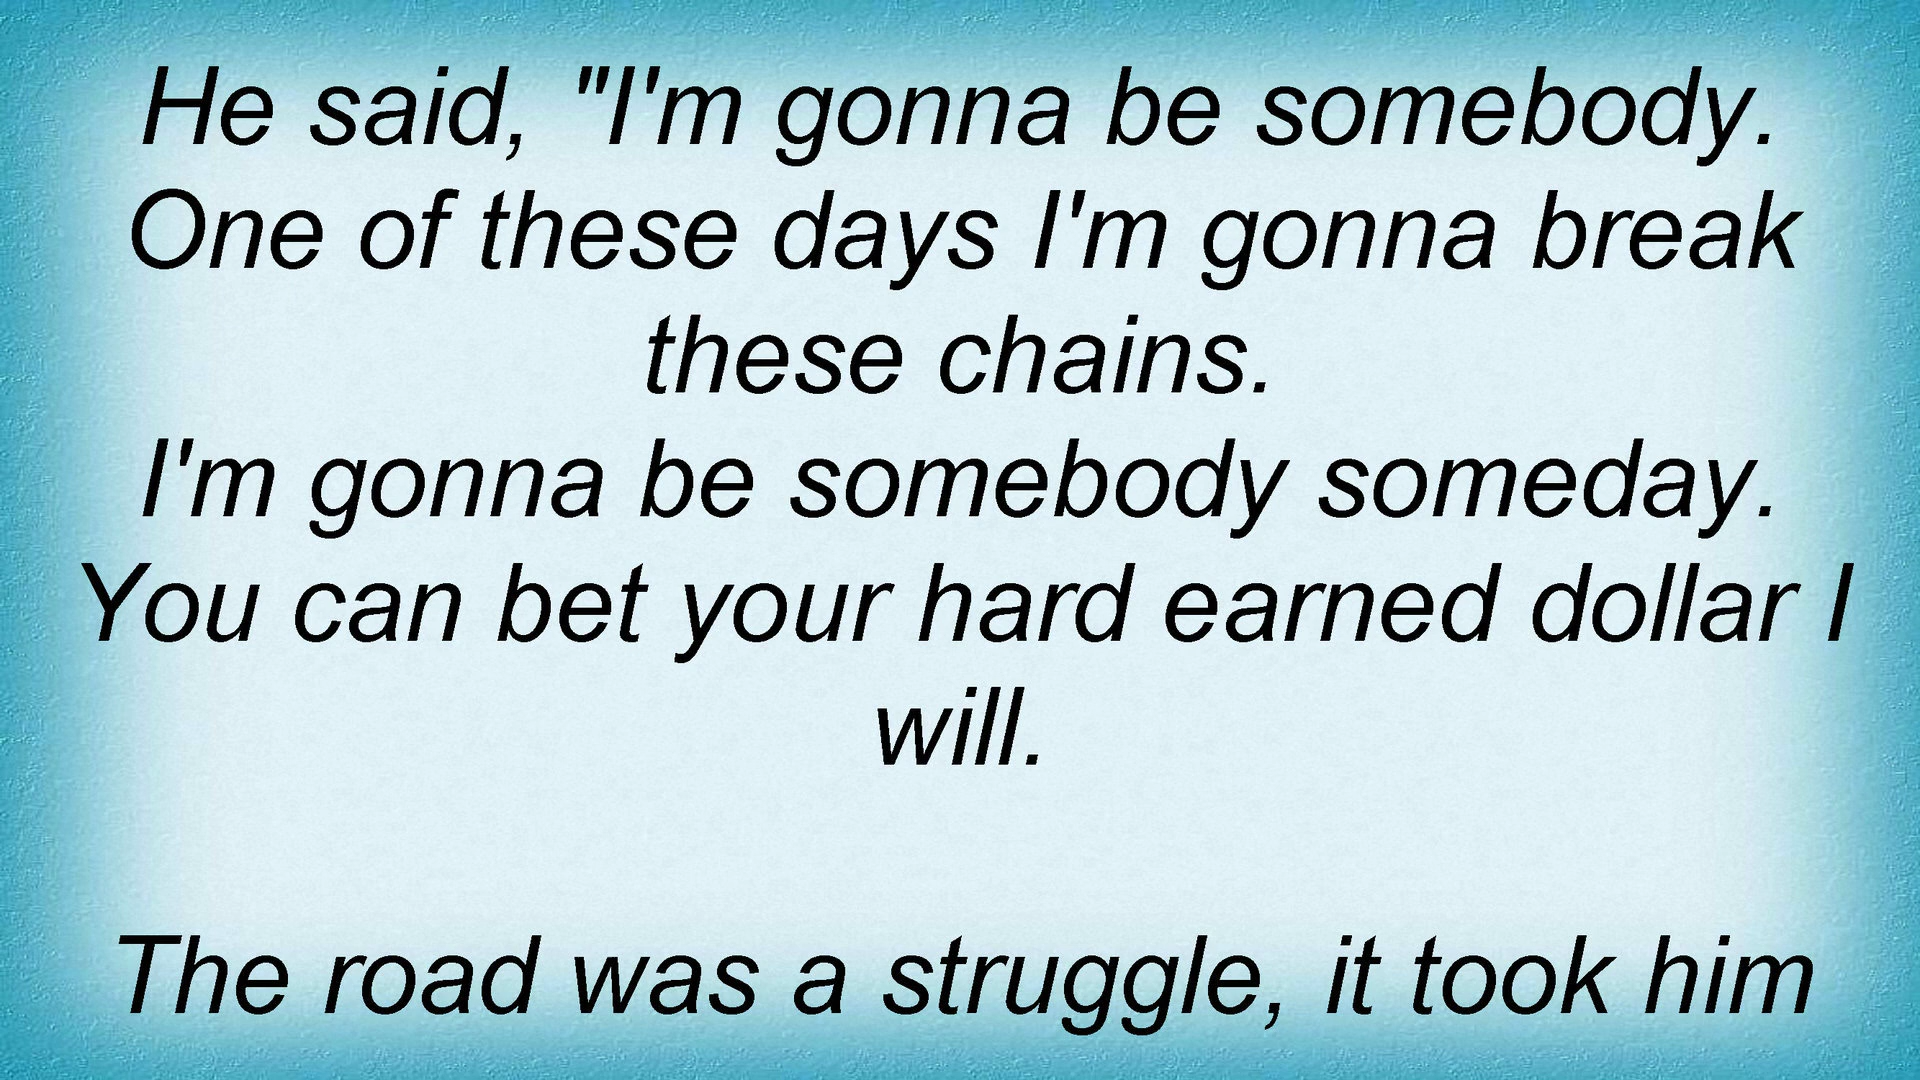 He said, "I'm gonna be somebody.
One of these days I'm gonna break
these chains.
I'm gonna be somebody someday.
You can bet your hard earned dollar I
will.
The road was a struggle, it took him